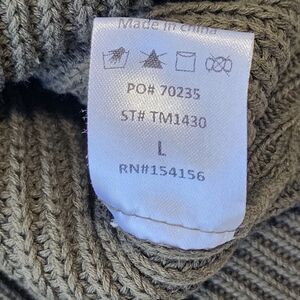 Made in china
PO# 70235
ST# TM1430
L
RN#154156